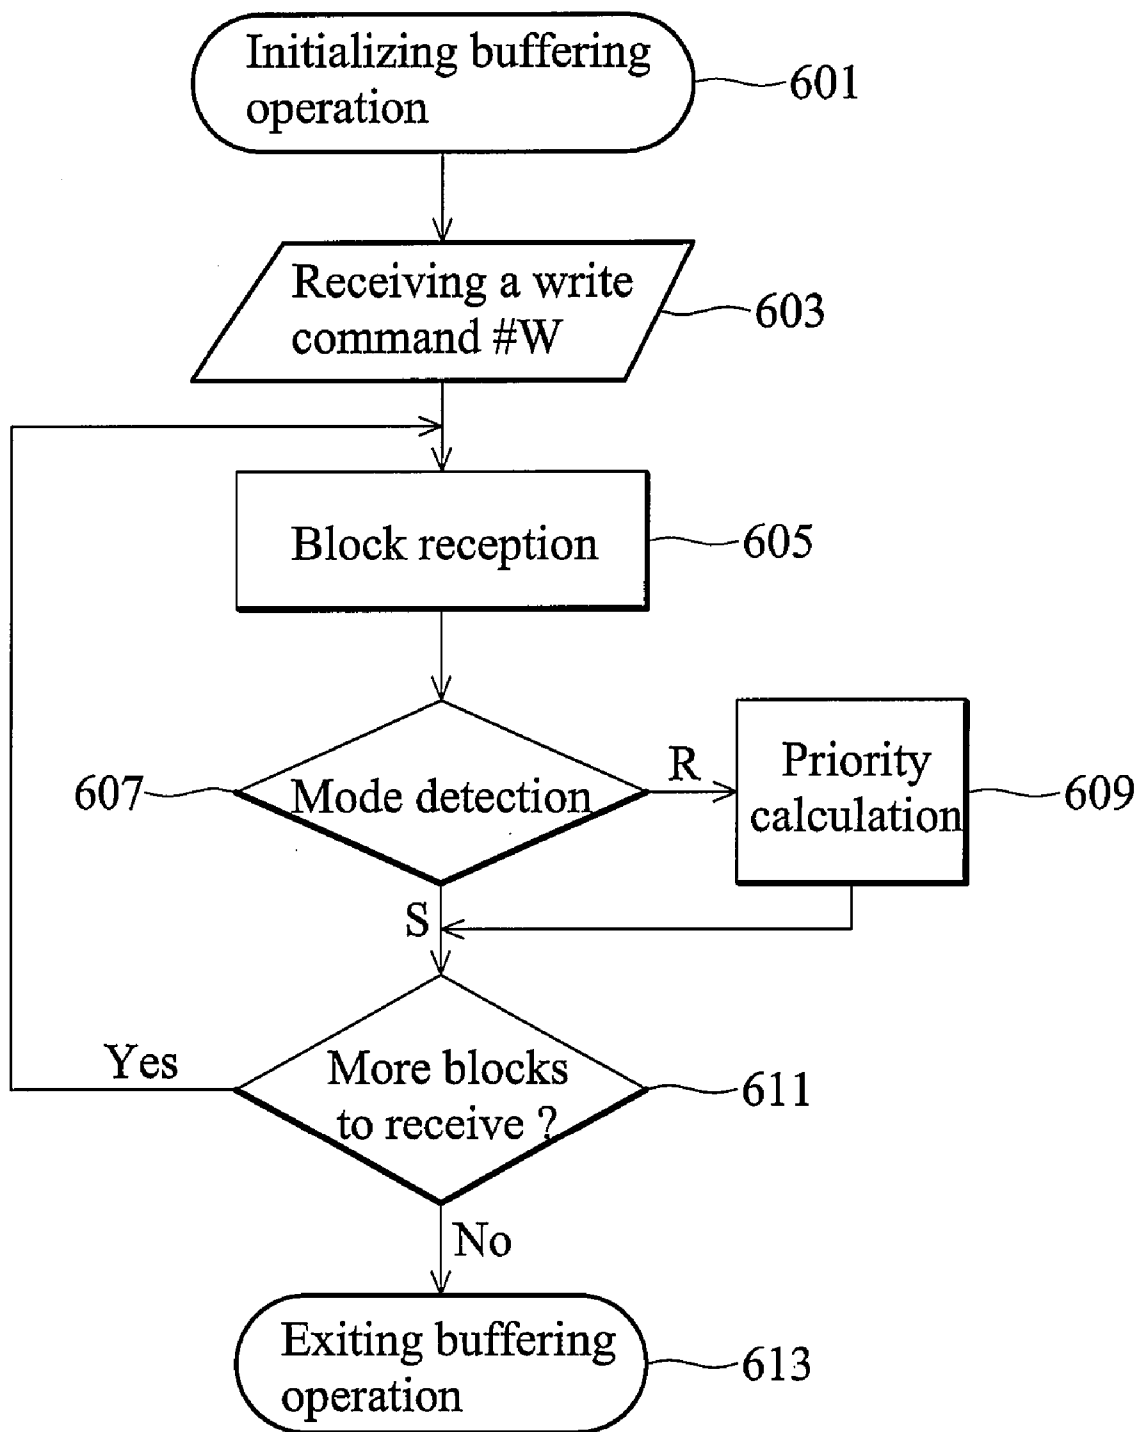 Initializing buffering
operation
601
Receiving a write
command #W
603
Block reception
605
607
Mode detection
R
Priority
calculation
609
S
Yes
More blocks
to receive ?
611
No
Exiting buffering
operation
613